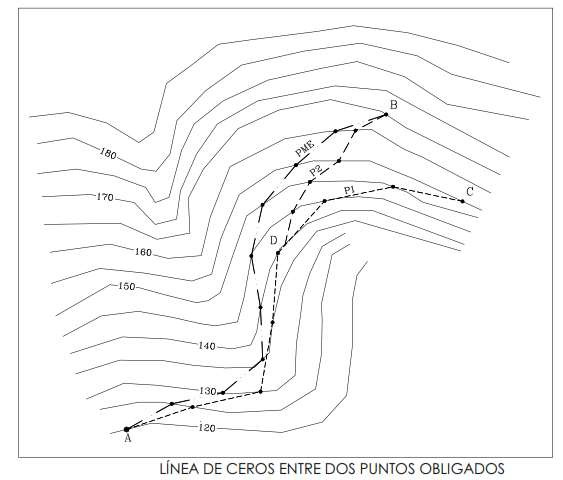 B
180
PME
P2
170
P1
C
D
160
150
140
130
120
A
LÍNEA DE CEROS ENTRE DOS PUNTOS OBLIGADOS